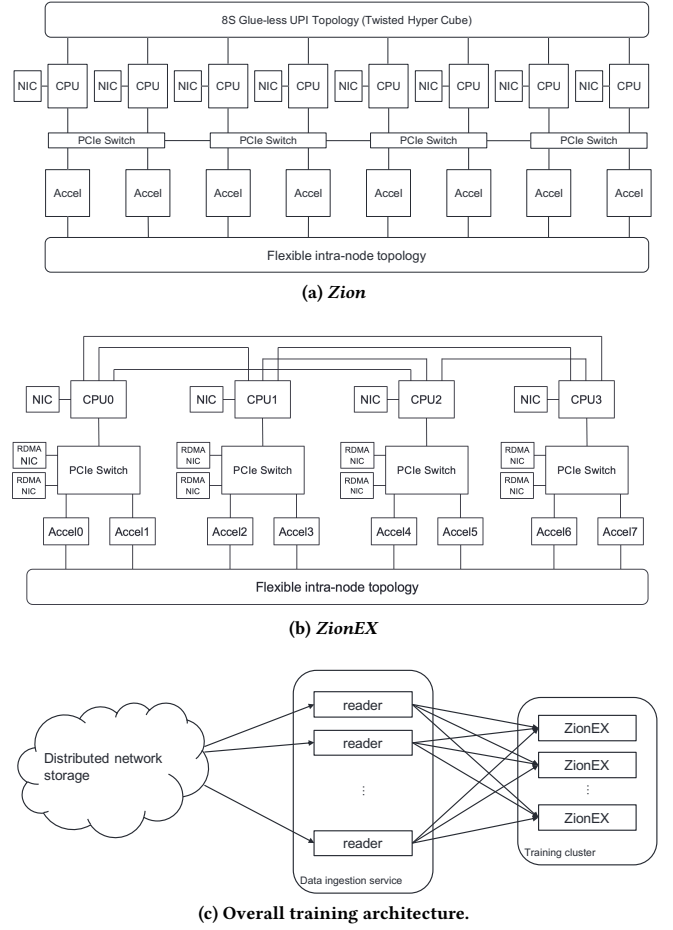 8S Glue-less UPI Topology (Twisted Hyper Cube)
NIC CPU NIC CPU NIC CPU NIC CPU NIC CPU NIC CPU NIC CPU NIC CPU
PCIe Switch PCIe Switch PCIe Switch PCIe Switch
Accel Accel Accel Accel Accel Accel Accel Accel
Flexible intra-node topology
(a) Zion
NIC CPU0 NIC CPU1 NIC CPU2 NIC CPU3
RDMA NIC PCIe Switch RDMA NIC PCIe Switch RDMA NIC PCIe Switch RDMA NIC PCIe Switch
RDMA NIC RDMA NIC RDMA NIC RDMA NIC
Accel0 Accel1 Accel2 Accel3 Accel4 Accel5 Accel6 Accel7
Flexible intra-node topology
(b) ZionEX
Distributed network
storage
reader
reader
⋮
reader
Data ingestion service
ZionEX
ZionEX
⋮
ZionEX
Training cluster
(c) Overall training architecture.